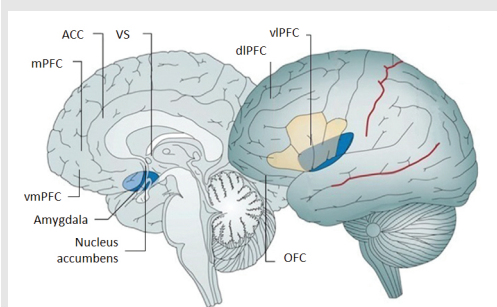 ACC
VS
vlPFC
dlPFC
mPFC
vmPFC
Amygdala
Nucleus
accumbens
OFC